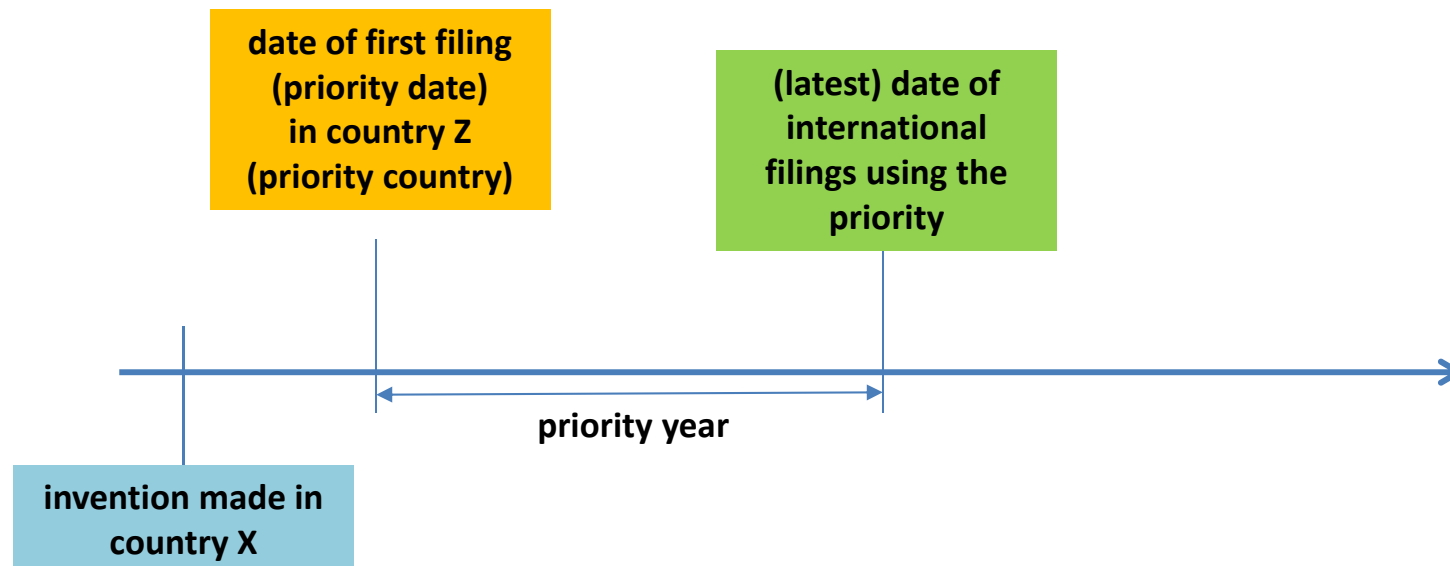 date of first filing
(priority date)
in country Z
(priority country)
(latest) date of
international
filings using the
priority
priority year
invention made in
country X